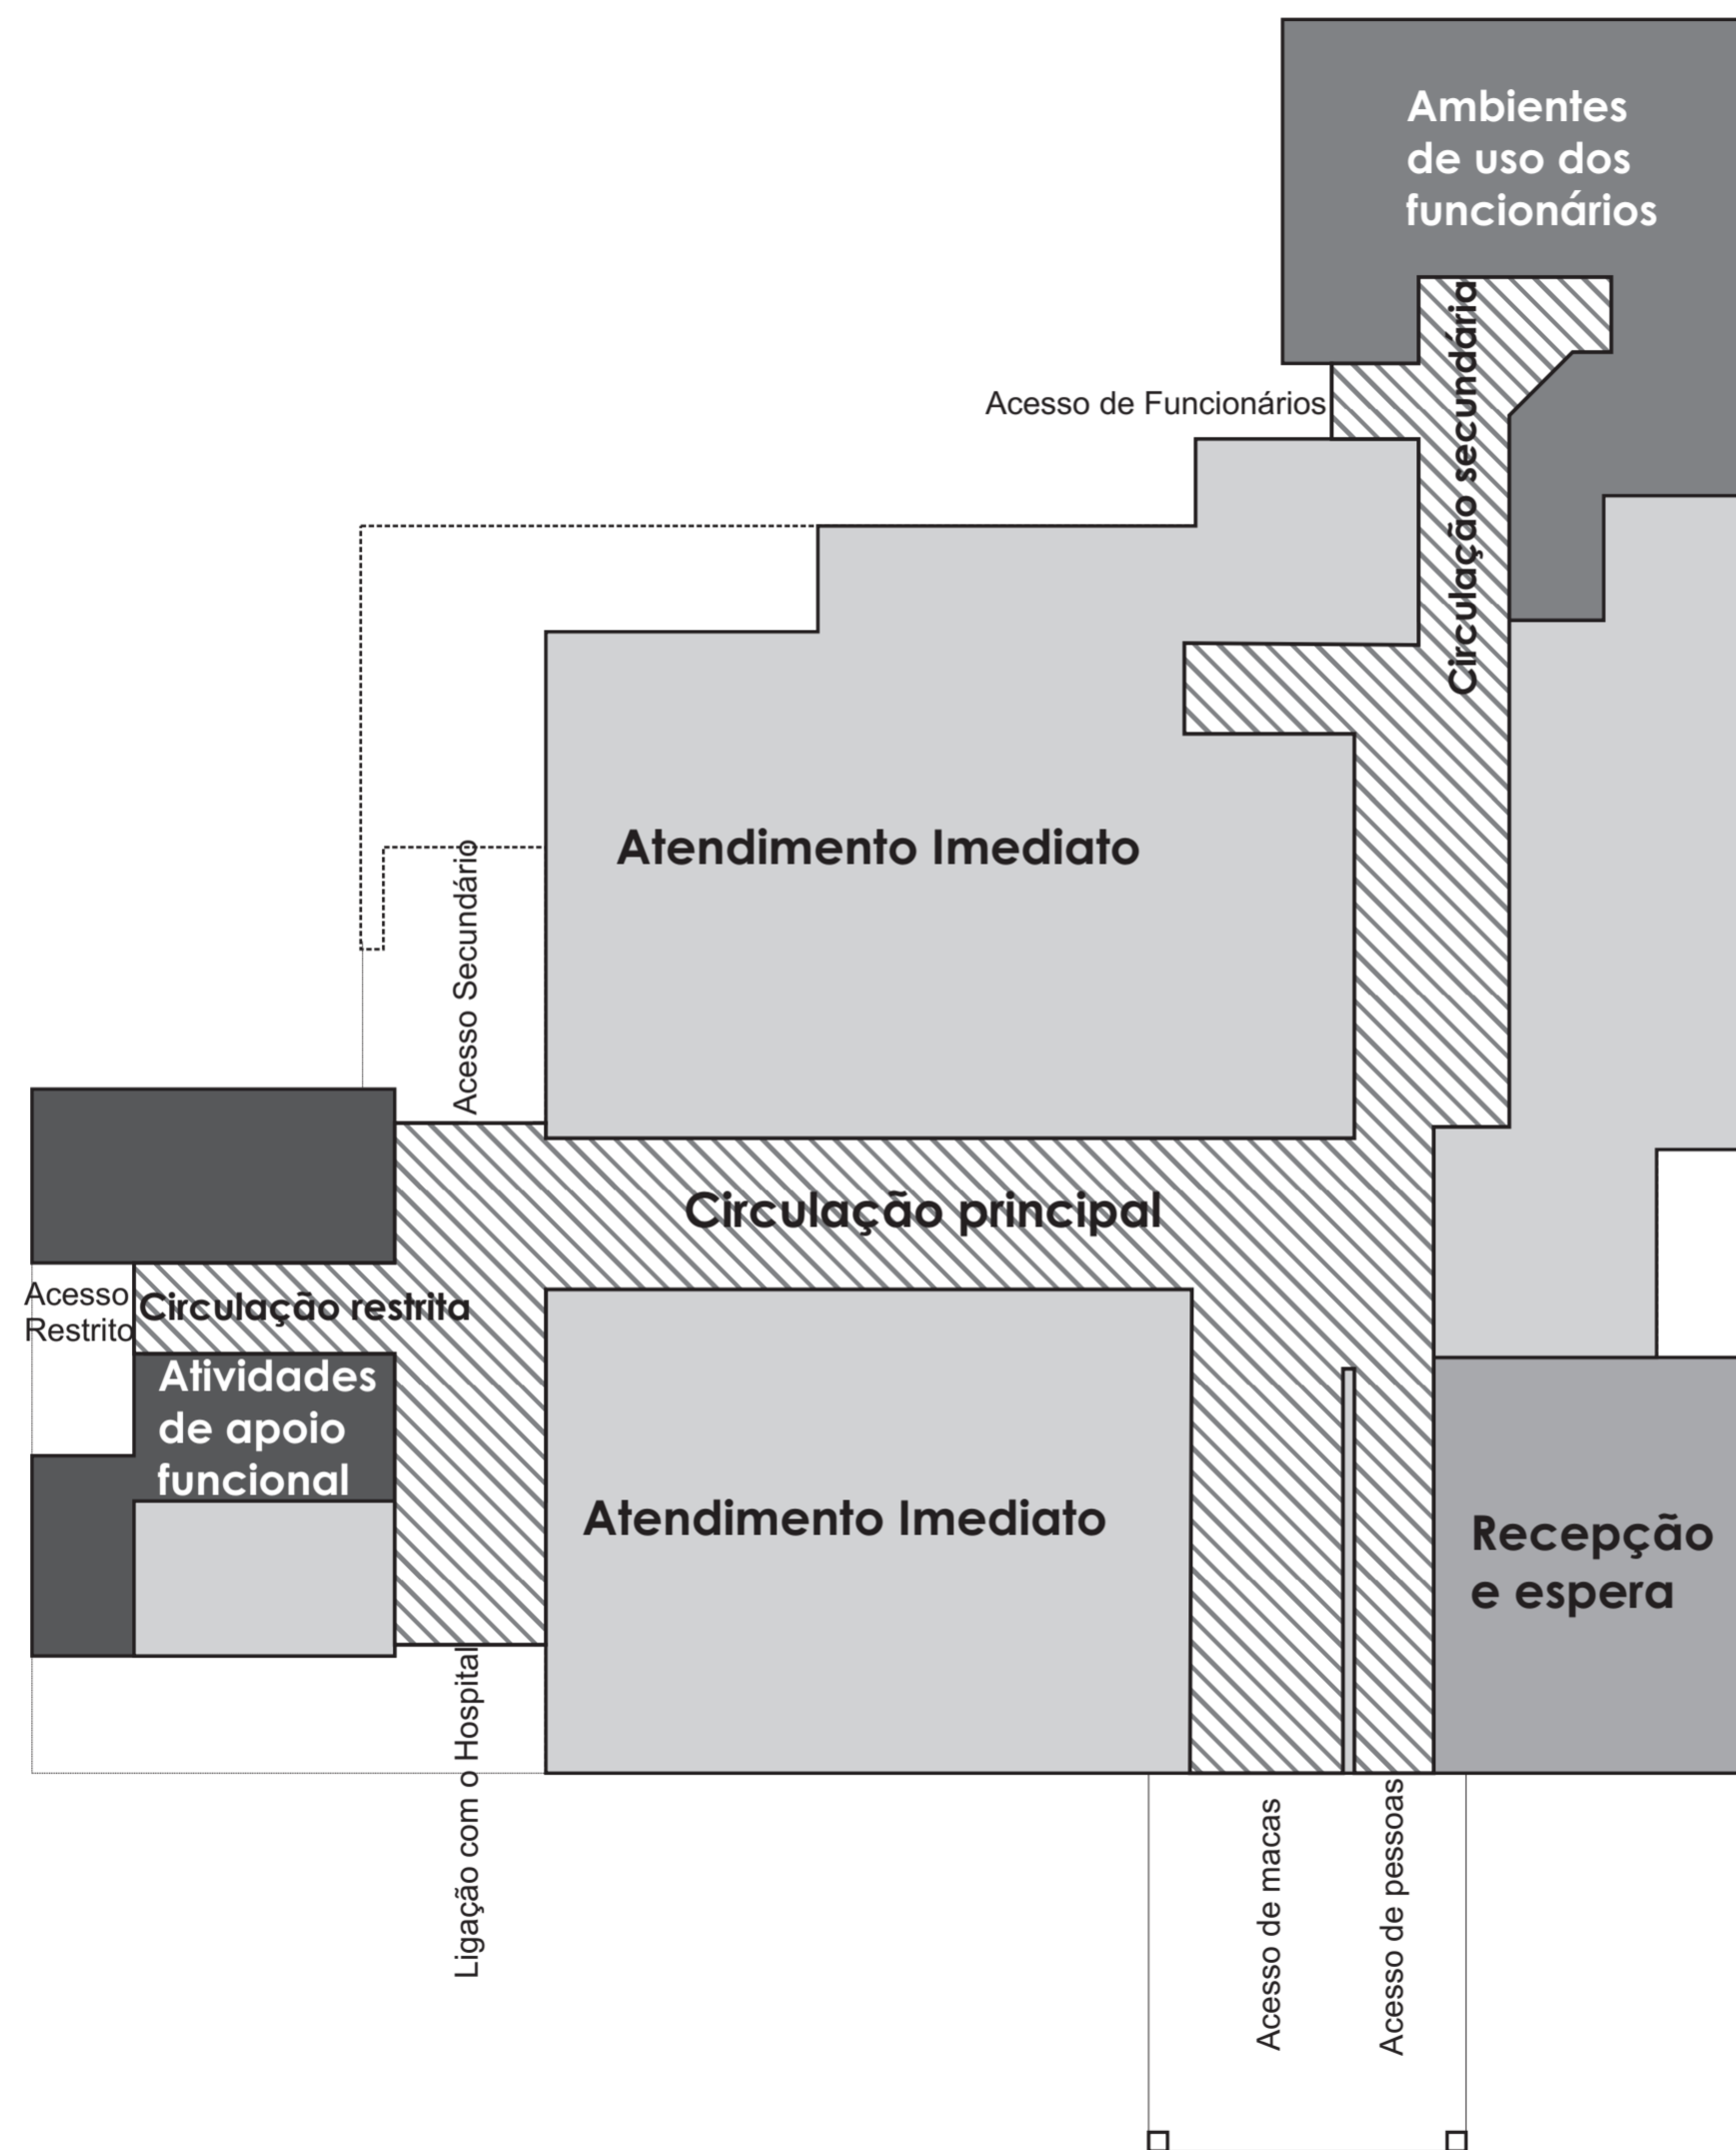 Ambientes
de uso dos
funcionários
Circulação secundária
Acesso de Funcionários
Atendimento Imediato
Acesso Secundário
Circulação principal
Acesso
Restrito
Circulação restrita
Atividades
de apoio
funcional
Atendimento Imediato
Recepção
e espera
Ligação com o Hospital
Acesso de macas
Acesso de pessoas